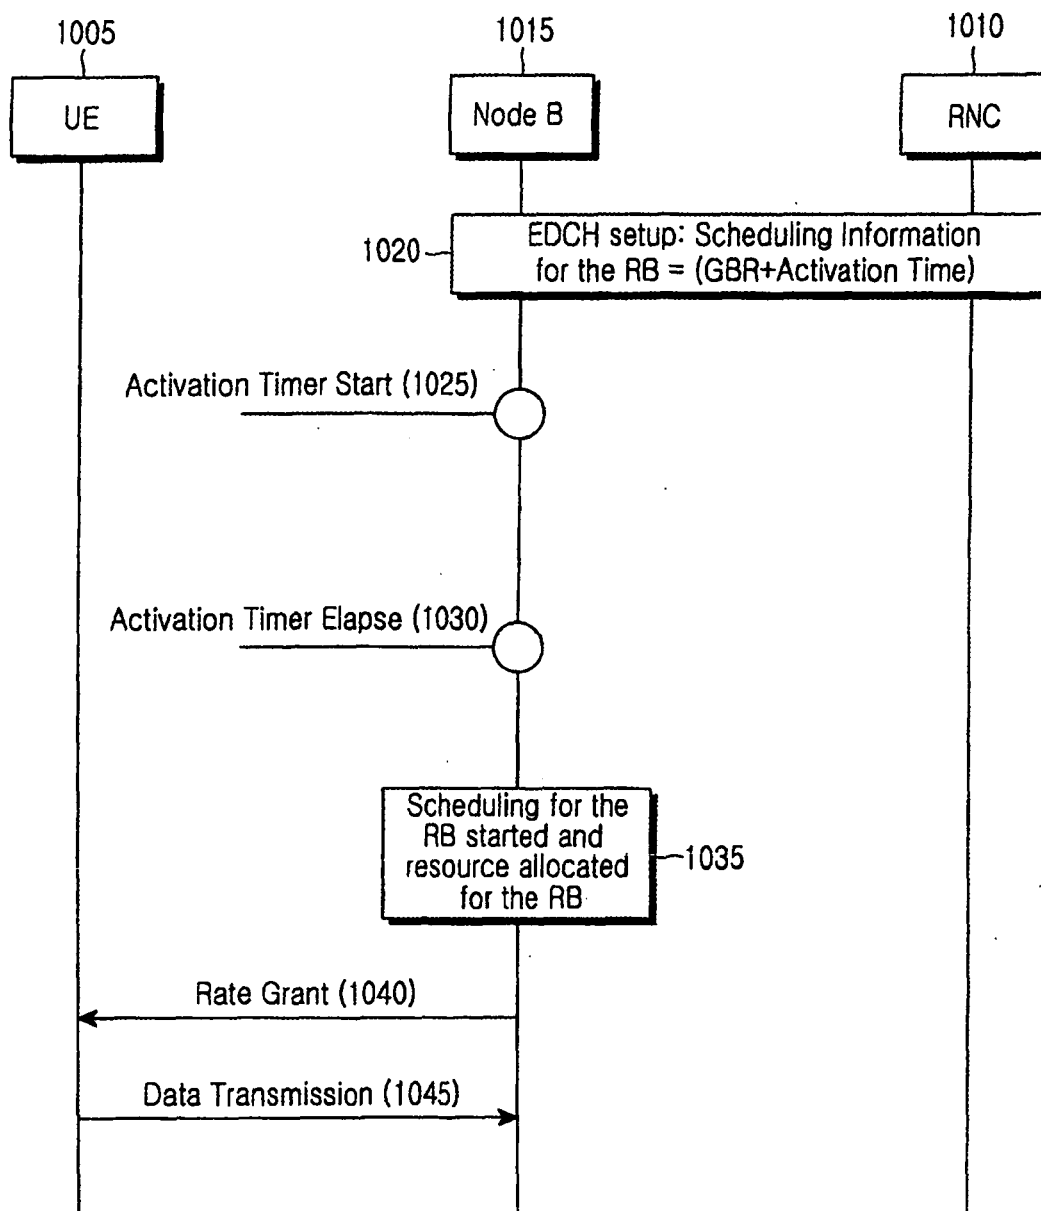 1005
1015
1010
UE
Node B
RNC
1020
EDCH setup: Scheduling Information
for the RB = (GBR+Activation Time)
Activation Timer Start (1025)
Activation Timer Elapse (1030)
Scheduling for the
RB started and
resource allocated
for the RB
1035
Rate Grant (1040)
Data Transmission (1045)